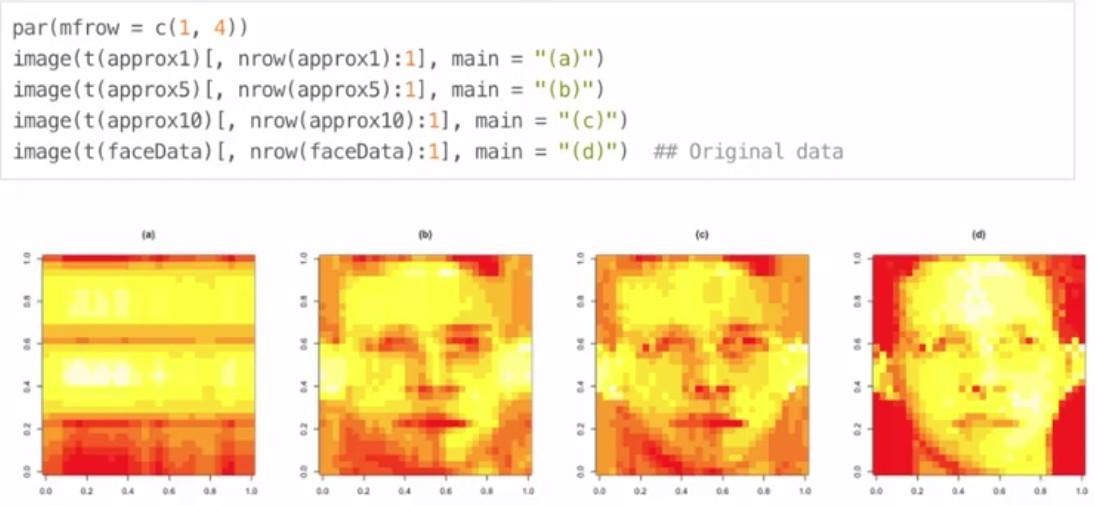 par(mfrow = c(1, 4))
image(t(approx1)[, nrow(approx1):1], main = "(a)")
image(t(approx5)[, nrow(approx5):1], main = "(b)")
image(t(approx10)[, nrow(approx10):1], main = "(c)")
image(t(faceData)[, nrow(faceData):1], main = "(d)")  ## Original data
(a) (b) (c) (d)
1.0 1.0 1.0 1.0
0.8 0.8 0.8 0.8
0.6 0.6 0.6 0.6
0.4 0.4 0.4 0.4
0.2 0.2 0.2 0.2
0.0 0.0 0.0 0.0
0.0 0.2 0.4 0.6 0.8 1.0 0.0 0.2 0.4 0.6 0.8 1.0 0.0 0.2 0.4 0.6 0.8 1.0 0.0 0.2 0.4 0.6 0.8 1.0